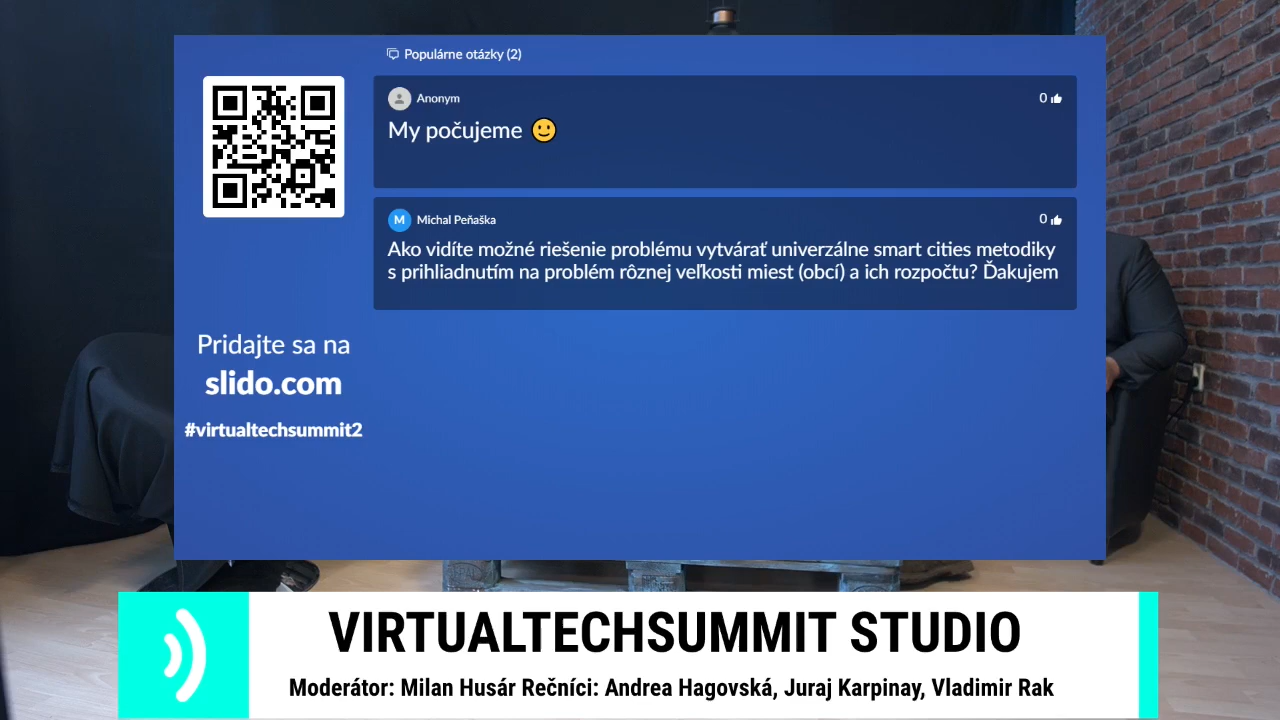 Populárne otázky (2)
Anonym
0
My počujeme 🙂
M
Michal Peňaška
0
Ako vidíte možné riešenie problému vytvárať univerzálne smart cities metodiky
s prihliadnutím na problém rôznej veľkosti miest (obcí) a ich rozpočtu? Ďakujem
Pridajte sa na
slido.com
#virtualtechsummit2
VIRTUALTECHSUMMIT STUDIO
Moderátor: Milan Husár Rečníci: Andrea Hagovská, Juraj Karpinay, Vladimir Rak